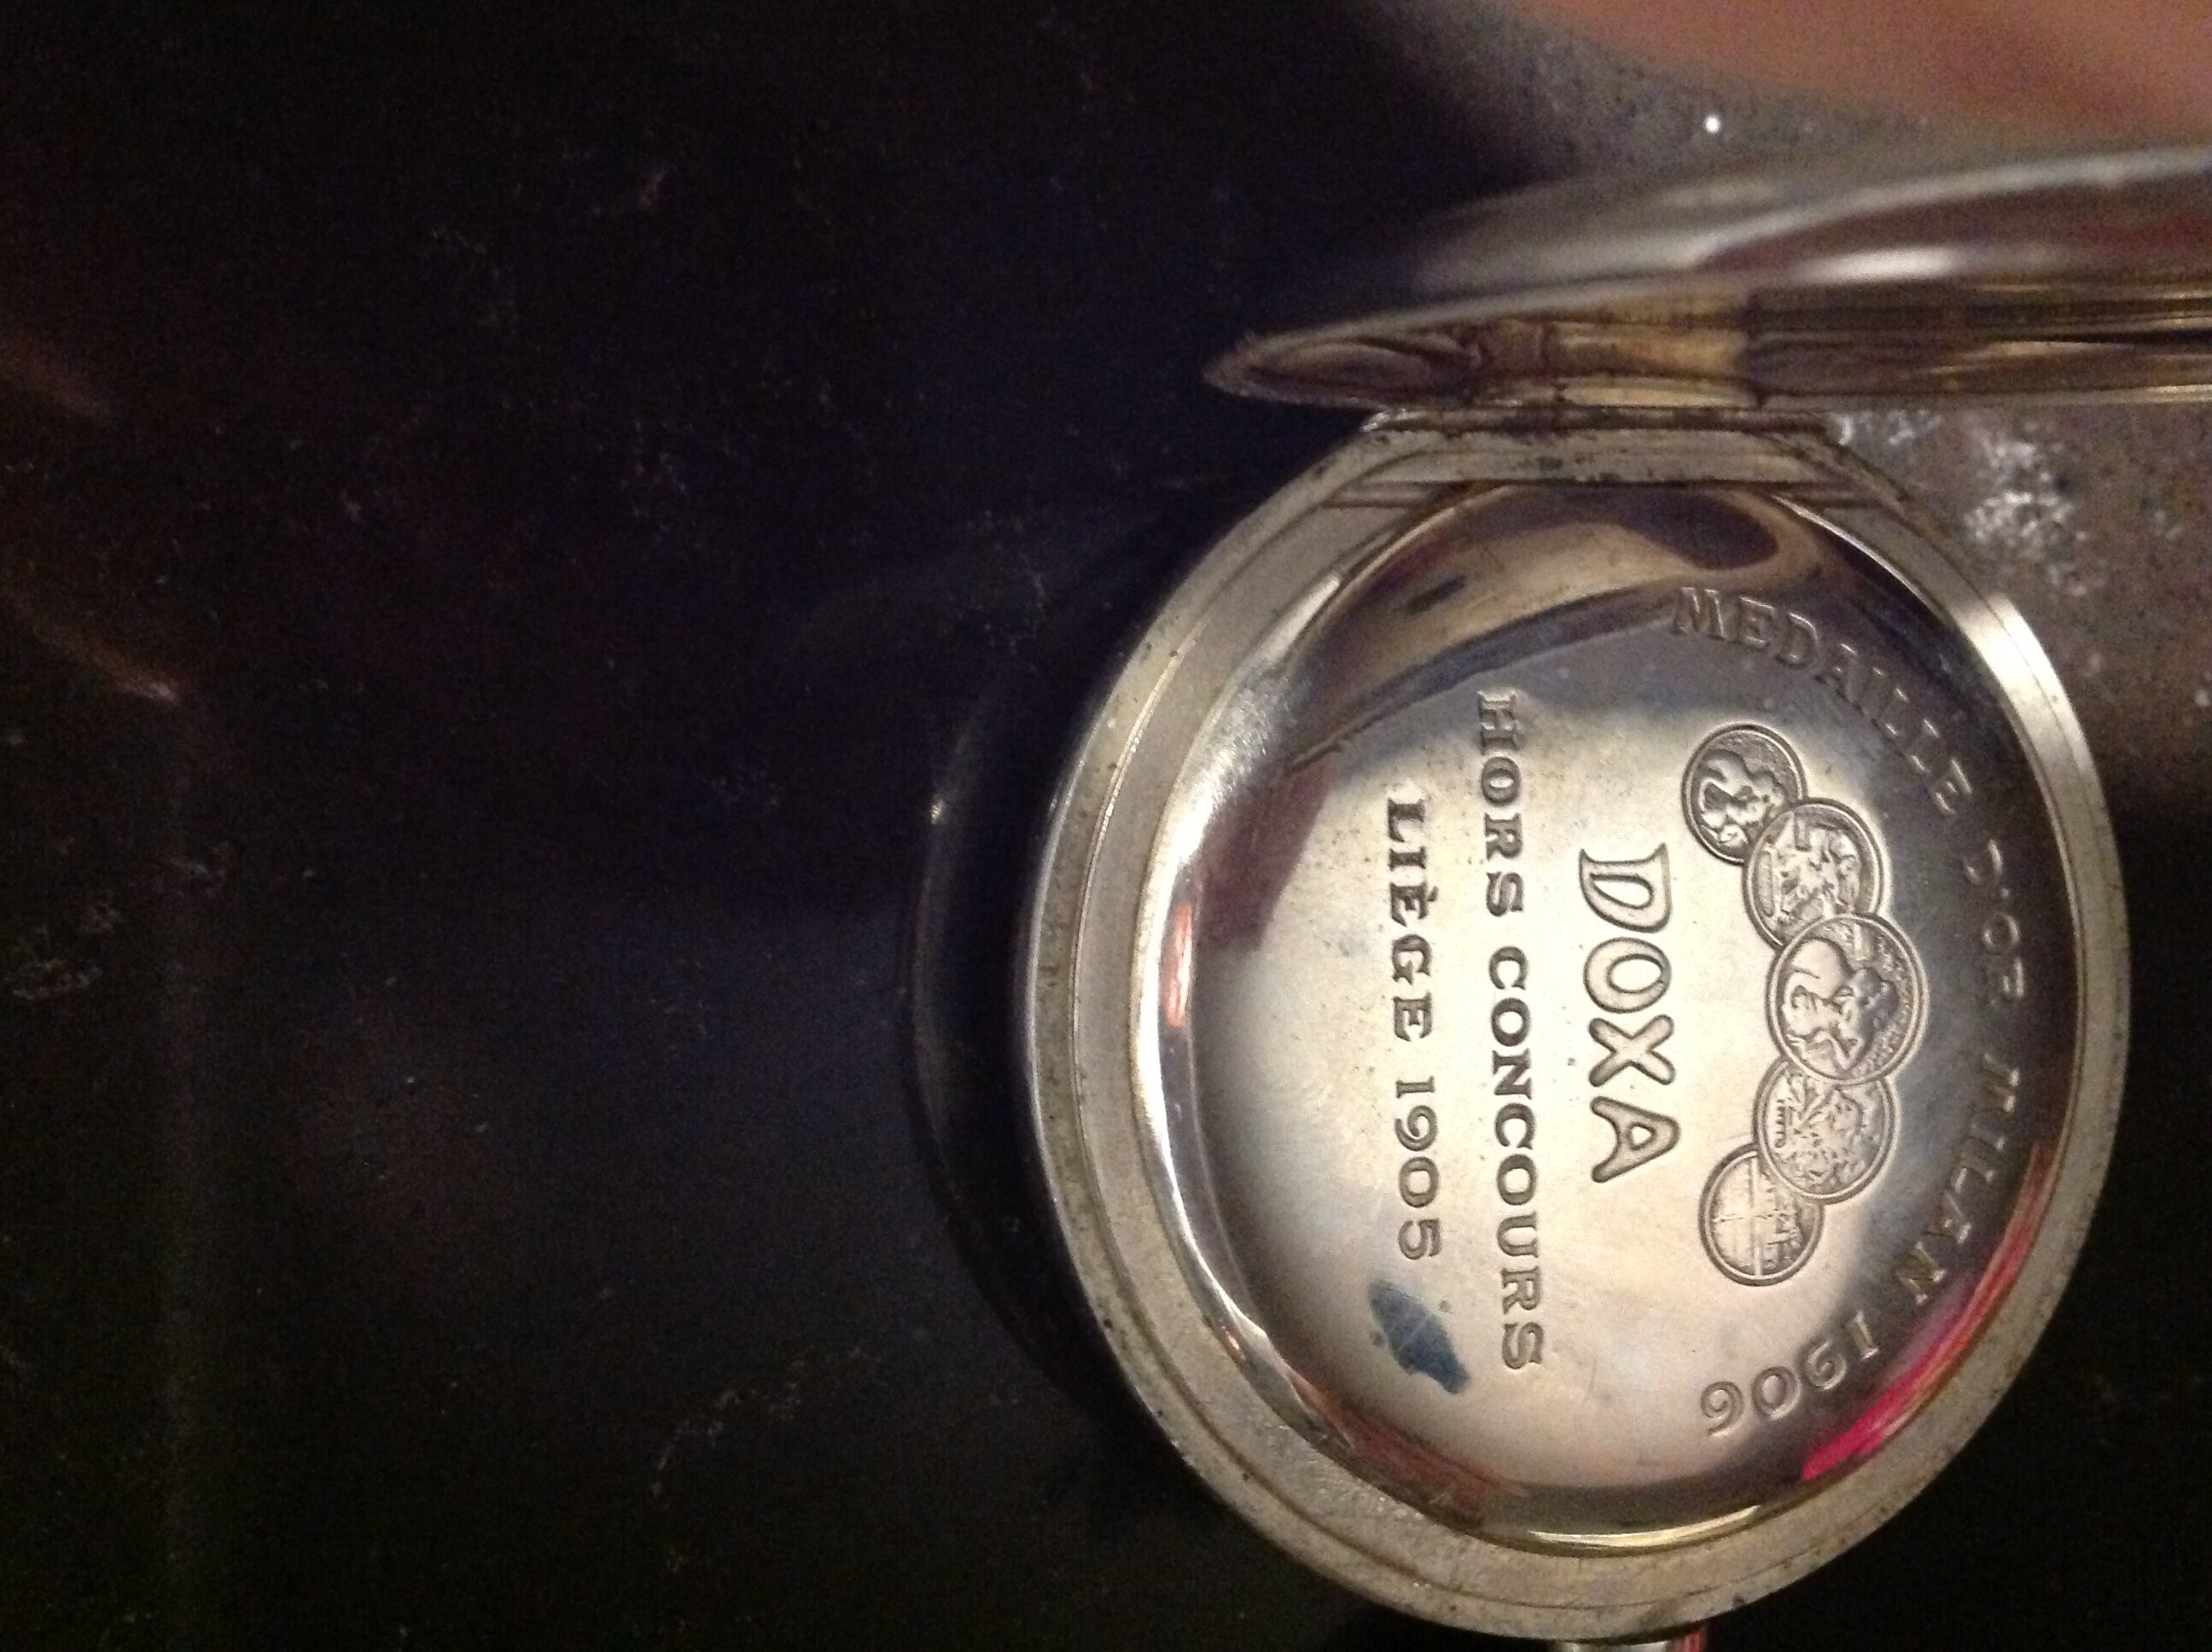 MEDAILLE D'OR MILAN 1906
DOXA
HORS CONCOURS
LIÈGE 1905